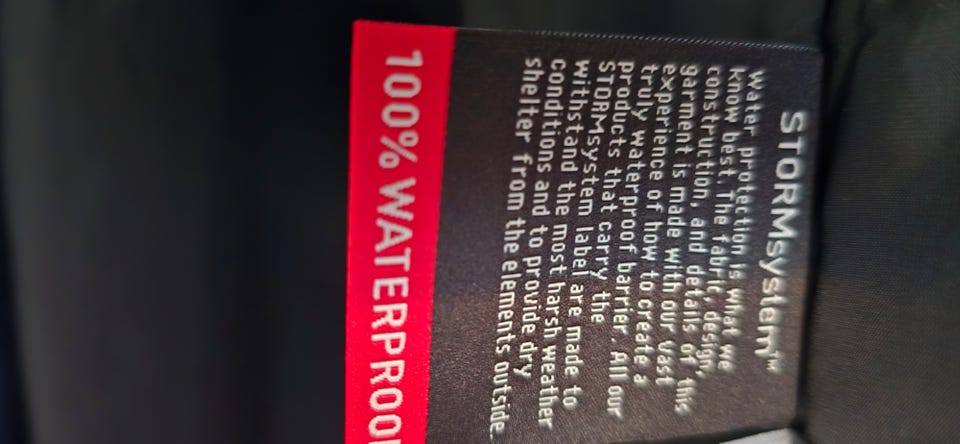 STORMsystem™
Water protection is what we
know best. The fabric, design,
construction, and details of this
garment is made with our vast
experience of how to create a
truly waterproof barrier. All our
products that carry the
STORMsystem label are made to
withstand the most harsh weather
conditions and to provide dry
shelter from the elements outside.
100% WATERPROO